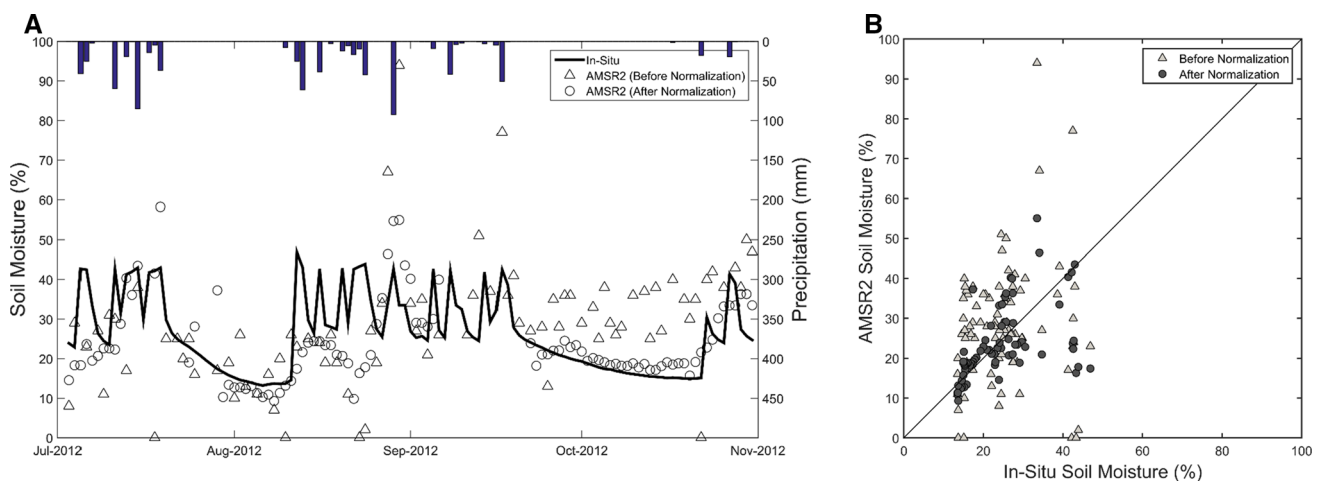 A
100
90
80
70
60
50
40
30
20
10
0
Soil Moisture (%)
Jul-2012
Aug-2012
Sep-2012
Oct-2012
Nov-2012
0
50
100
150
200
250
300
350
400
450
Precipitation (mm)
In-Situ
AMSR2 (Before Normalization)
AMSR2 (After Normalization)
B
100
90
80
70
60
50
40
30
20
10
0
AMSR2 Soil Moisture (%)
0
20
40
60
80
100
In-Situ Soil Moisture (%)
Before Normalization
After Normalization